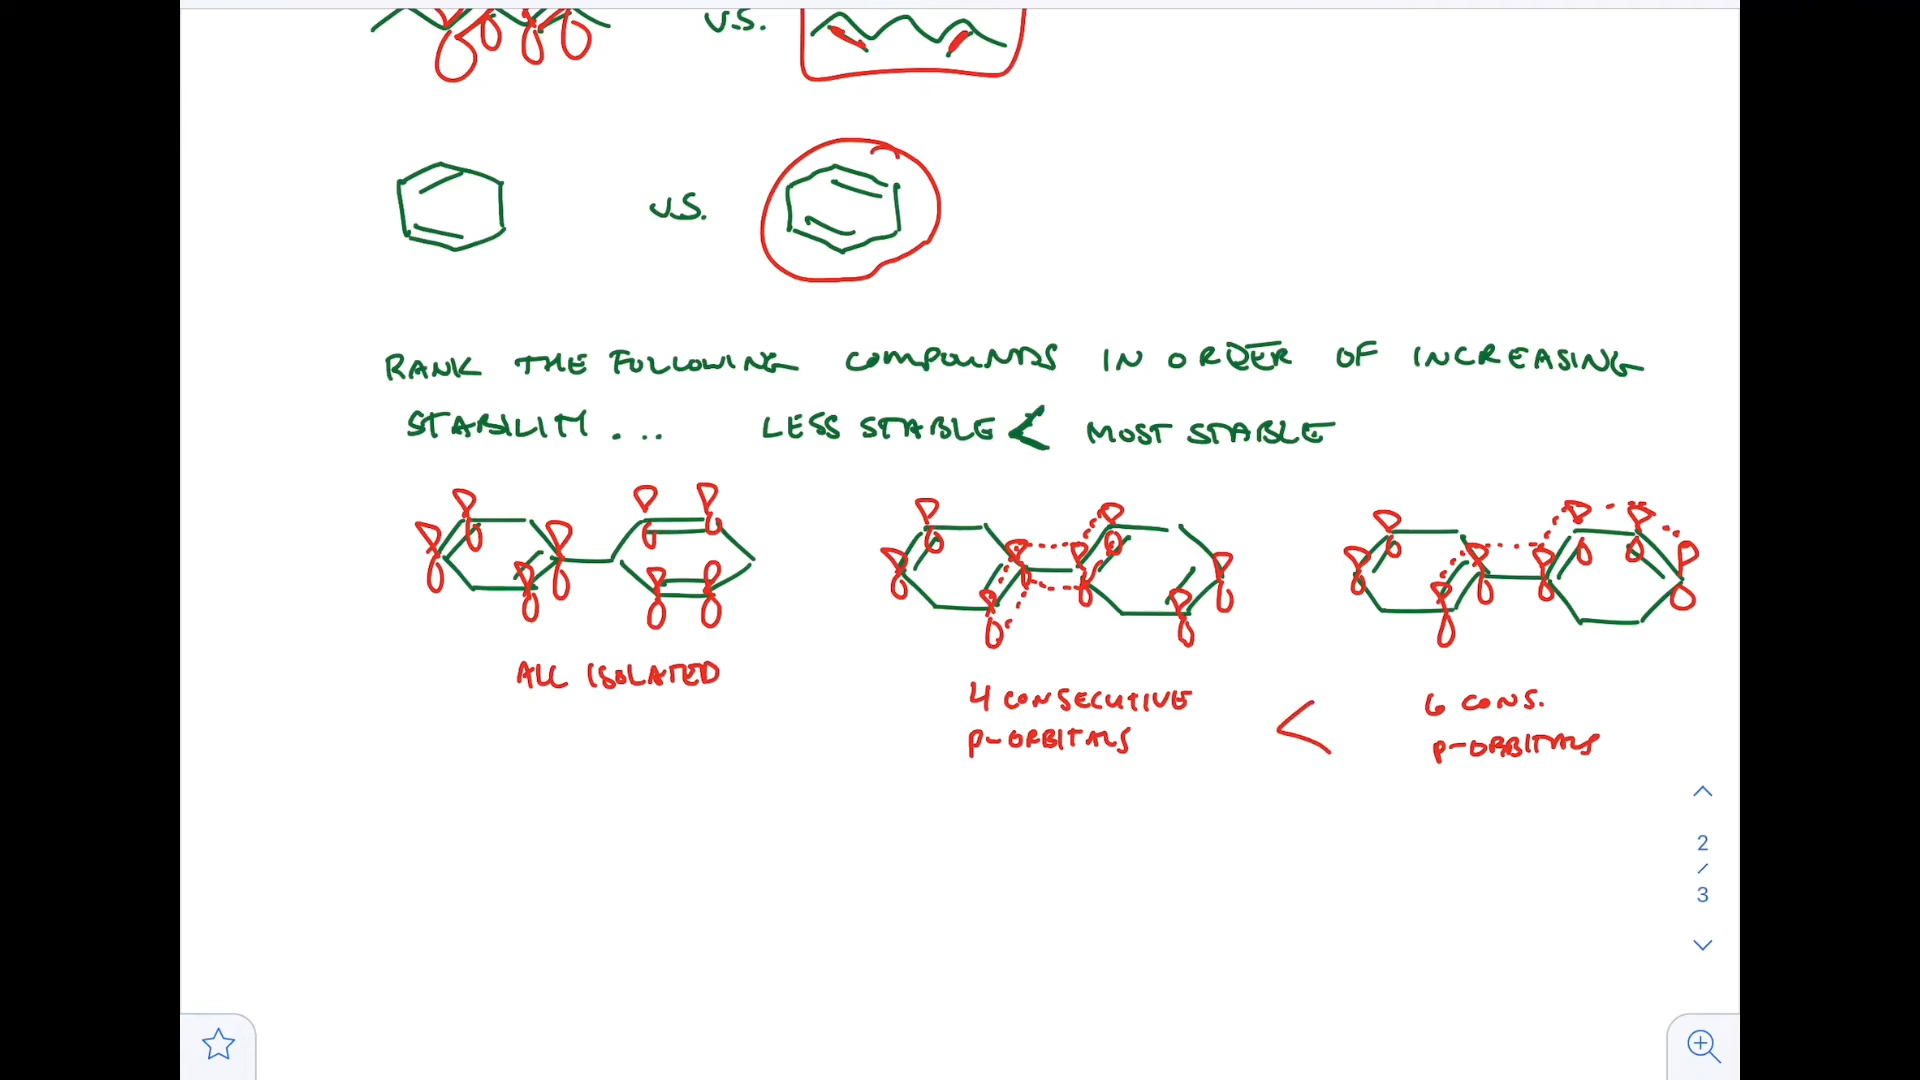 V.S.
V.S.
RANK THE FOLLOWING COMPOUNDS IN ORDER OF INCREASING
STABILITY... LESS STABLE < MOST STABLE
ALL ISOLATED
4 CONSECUTIVE
P-ORBITALS
<
6 CONS.
P-ORBITALS
2
/
3